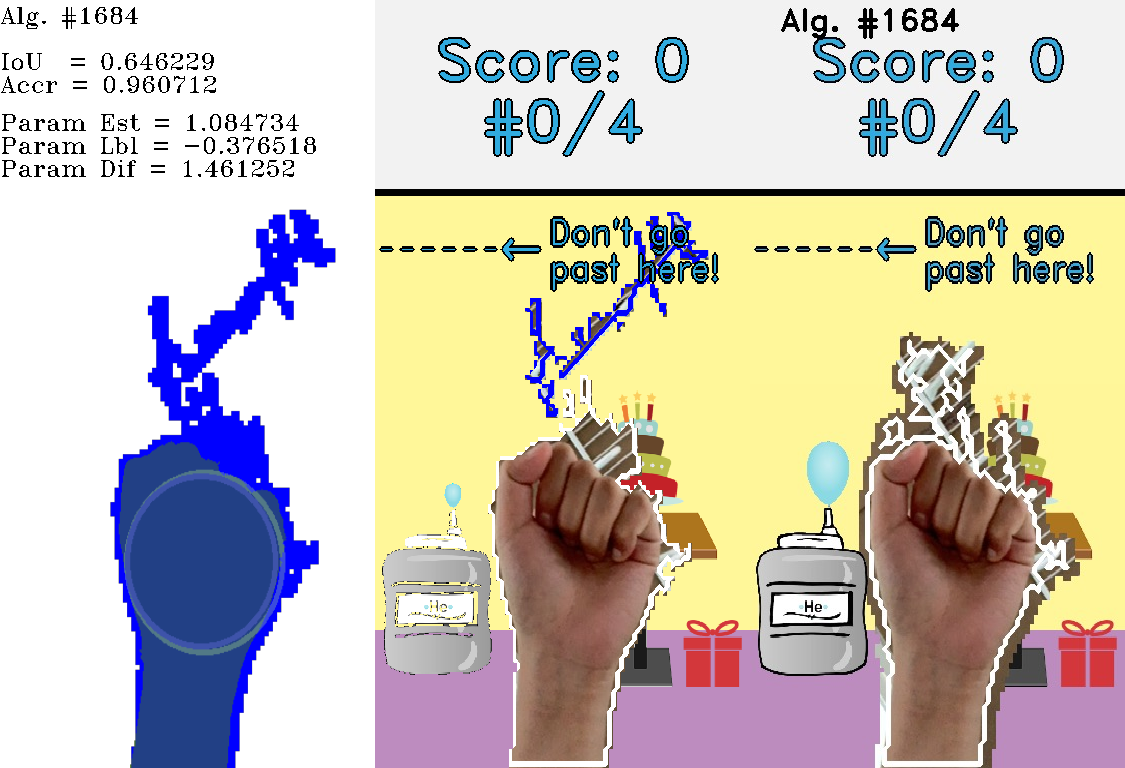 Alg. #1684
IoU = 0.646229
Accr = 0.960712
Param Est = 1.084734
Param Lbl = −0.376518
Param Dif = 1.461252
Score: 0
#0/4
------← Don't go
past here!
He
Alg. #1684
Score: 0
#0/4
------← Don't go
past here!
He